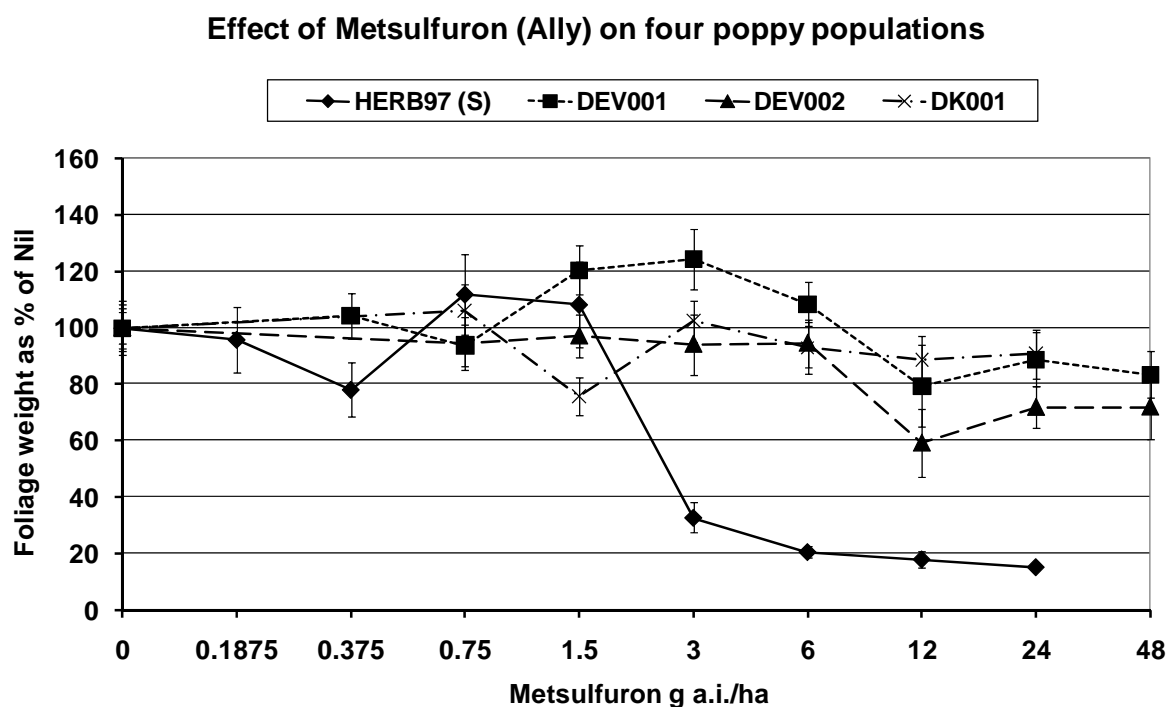 Effect of Metsulfuron (Ally) on four poppy populations
HERB97 (S) DEV001 DEV002 DK001
160
140
120
100
80
60
40
20
0
Foliage weight as % of Nil
0 0.1875 0.375 0.75 1.5 3 6 12 24 48
Metsulfuron g a.i./ha